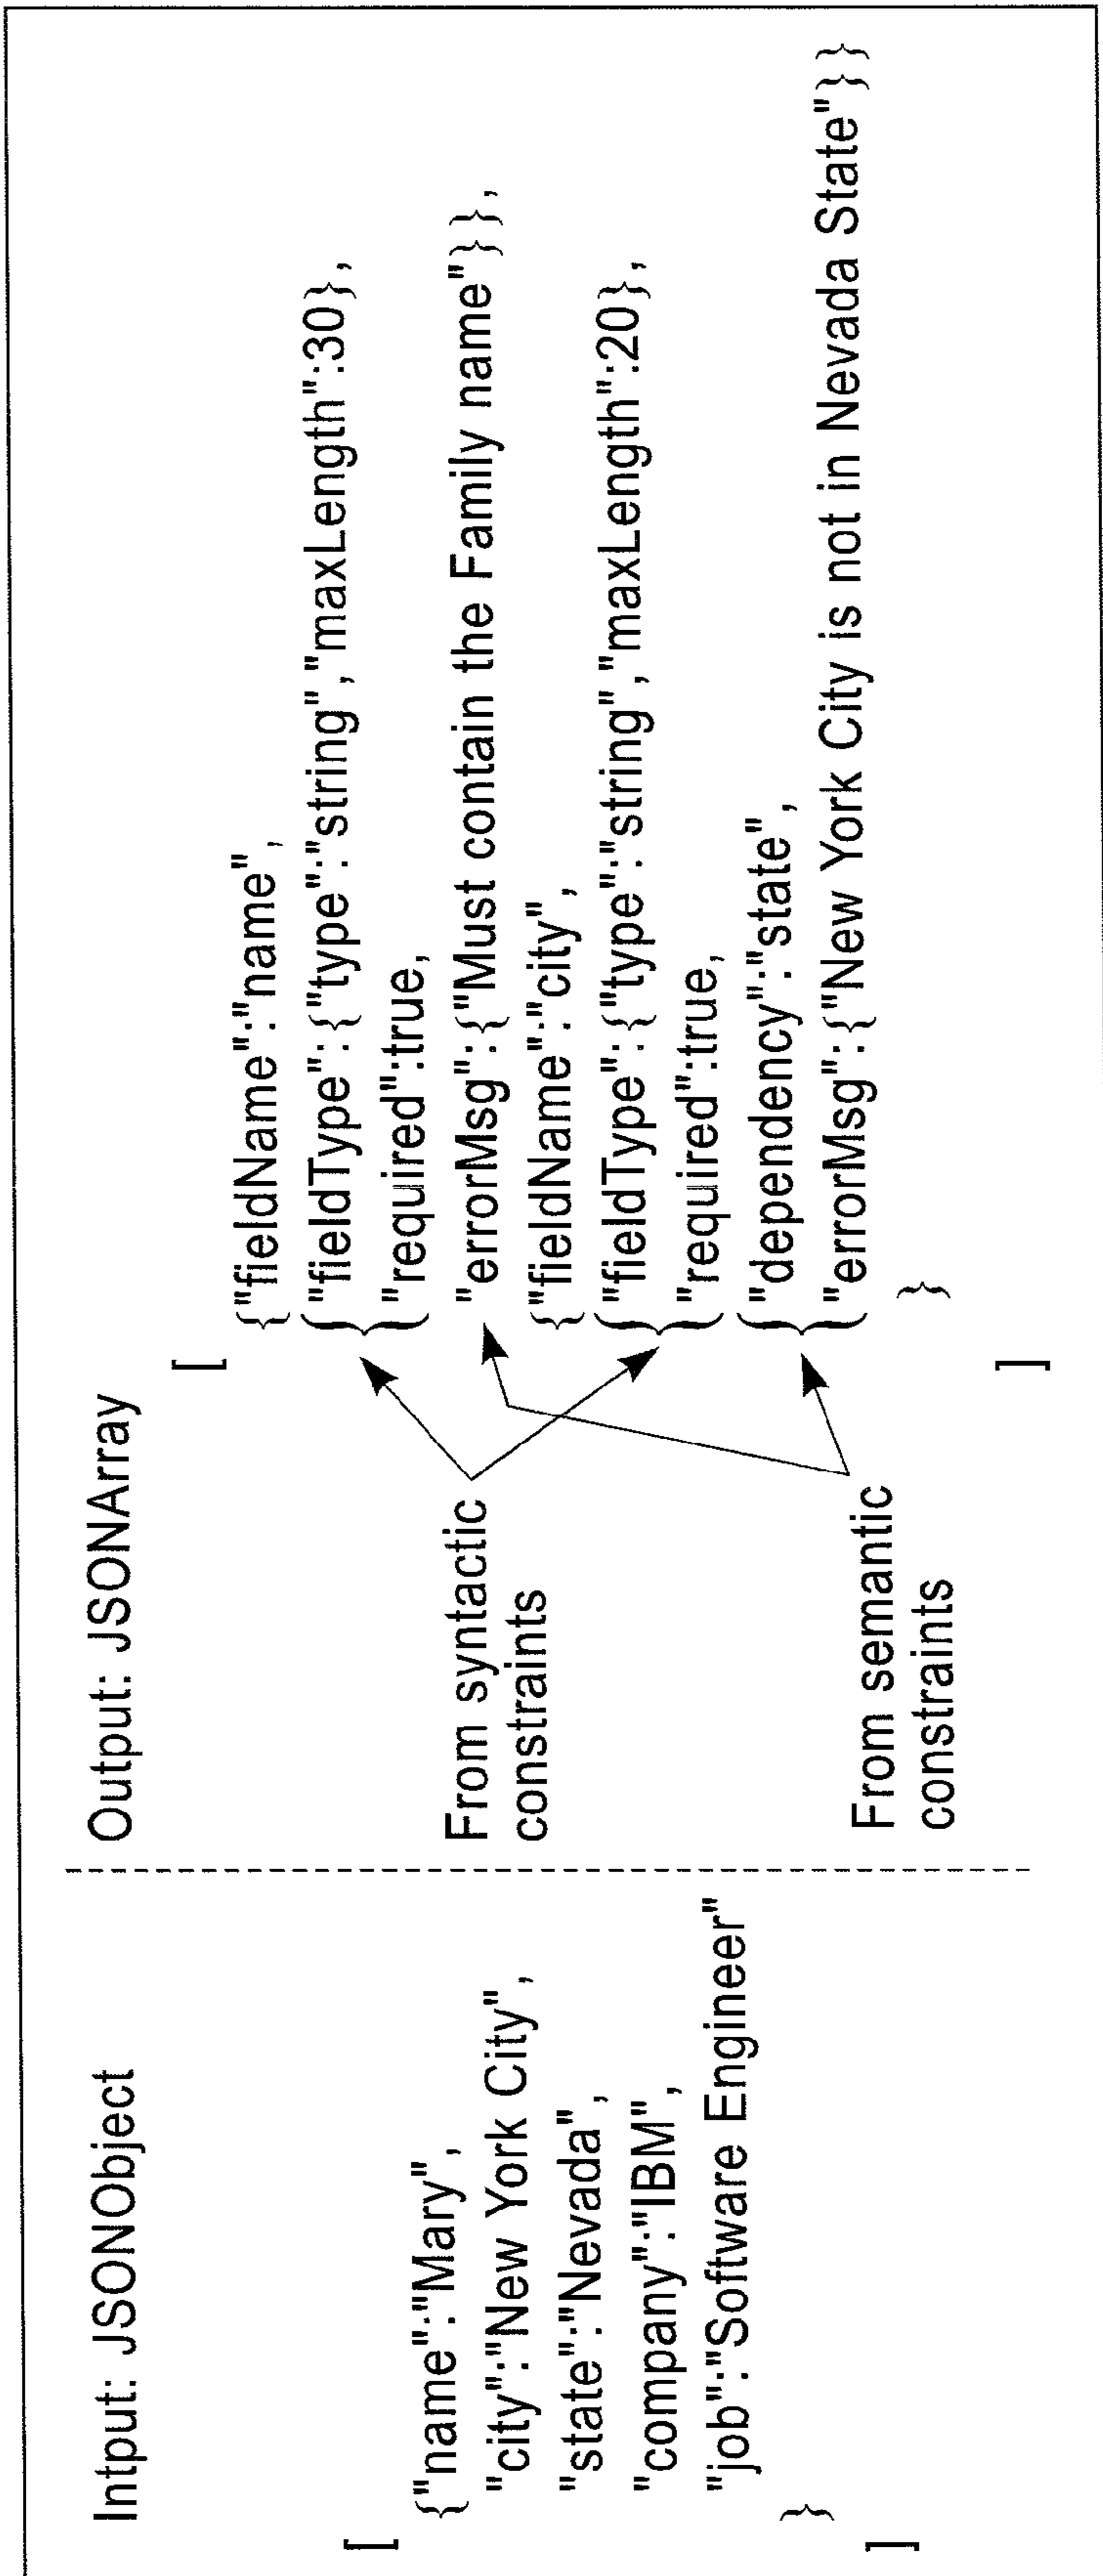 Intput: JSONObject
[
{"name":"Mary",
"city":"New York City",
"state":"Nevada",
"company":"IBM",
"job":"Software Engineer"
}
]
Output: JSONArray
[
{"fieldName":"name",
"fieldType":{"type":"string","maxLength":30},
"required":true,
"errorMsg":{"Must contain the Family name"}},
{"fieldName":"city",
"fieldType":{"type":"string","maxLength":20},
"required":true,
"dependency":"state",
"errorMsg":{"New York City is not in Nevada State"}}
}
]
From syntactic
constraints
From semantic
constraints